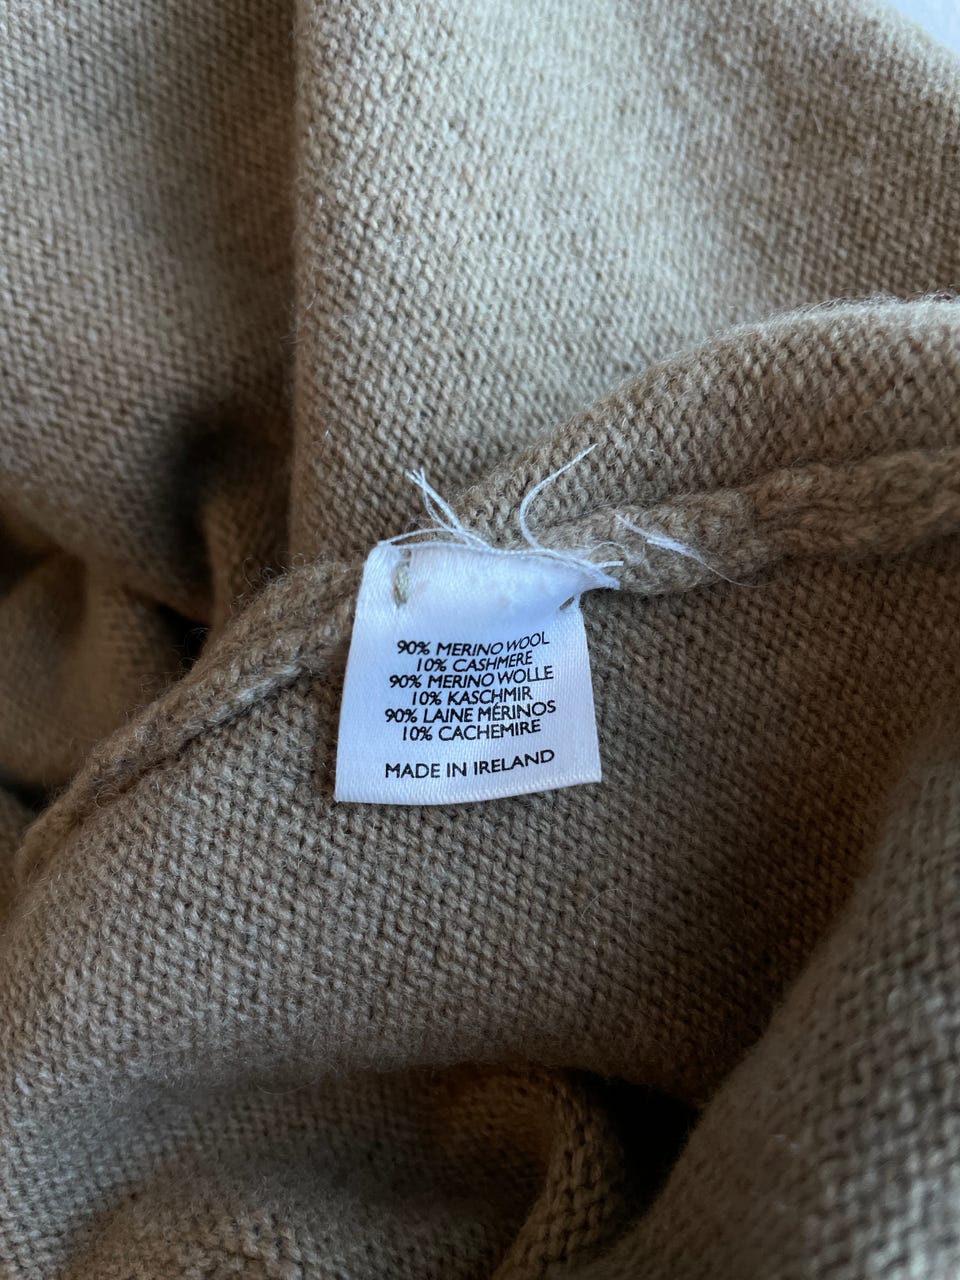 90% MERINO WOOL
10% CASHMERE
90% MERINO WOLLE
10% KASCHMIR
90% LAINE MÉRINOS
10% CACHEMIRE
MADE IN IRELAND